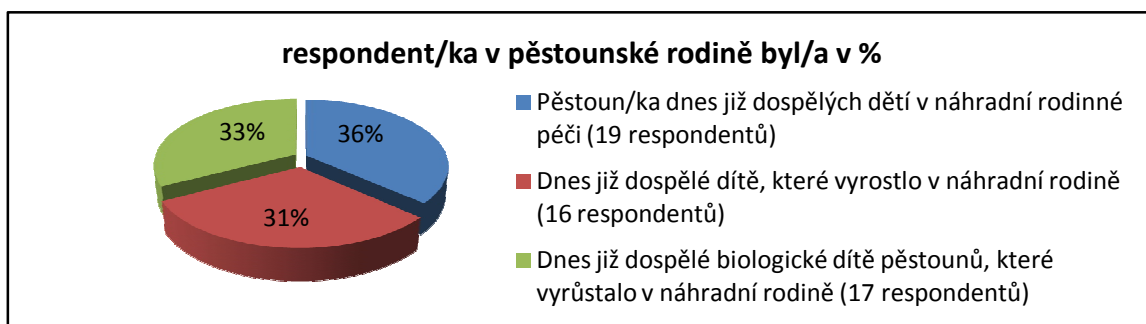 respondent/ka v pěstounské rodině byl/a v %
33%
36%
31%
Pěstoun/ka dnes již dospělých dětí v náhradní rodinné
péči (19 respondentů)
Dnes již dospělé dítě, které vyrostlo v náhradní rodině
(16 respondentů)
Dnes již dospělé biologické dítě pěstounů, které
vyrůstalo v náhradní rodině (17 respondentů)